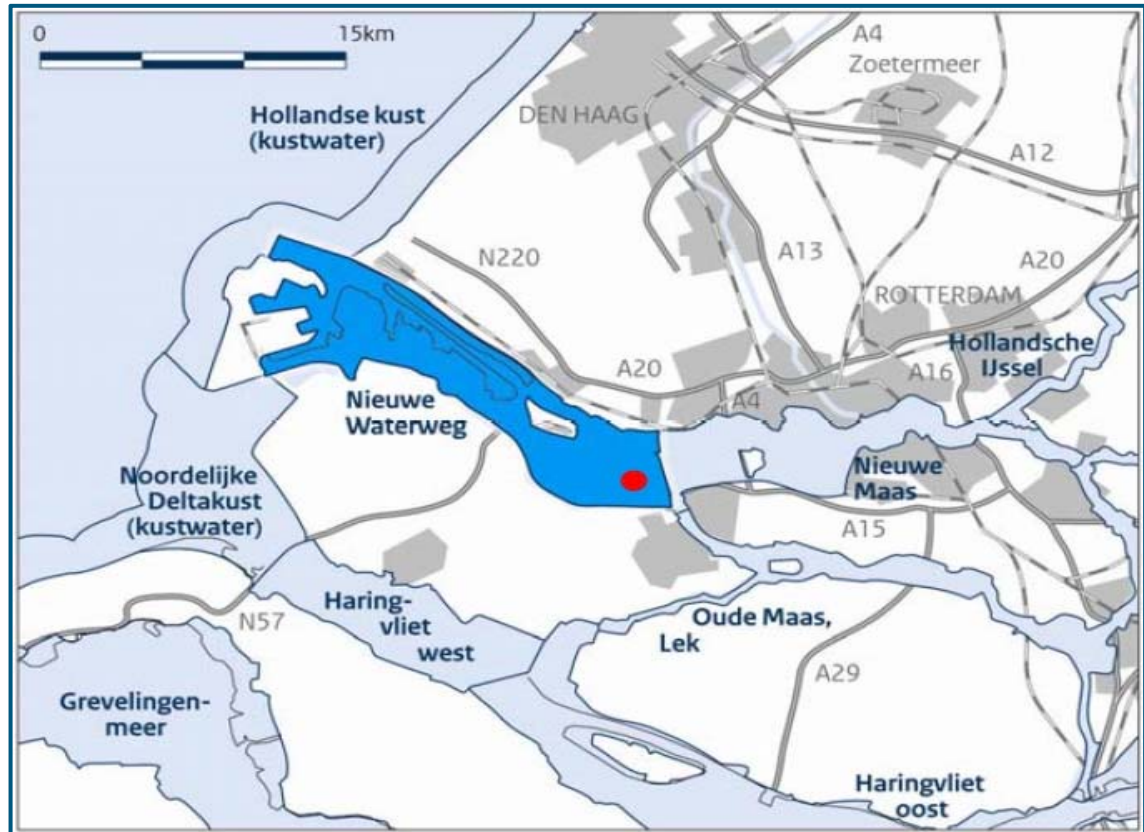 0
15km
A4
Zoetermeer
Hollandse kust
(kustwater)
DEN HAAG
A12
N220
A13
A20
ROTTERDAM
Hollandsche
IJssel
A20
A16
A4
Nieuwe
Waterweg
Noordelijke
Deltakust
(kustwater)
Nieuwe
Maas
A15
Haring-
vliet
west
N57
Oude Maas,
Lek
A29
Grevelingen-
meer
Haringvliet
oost